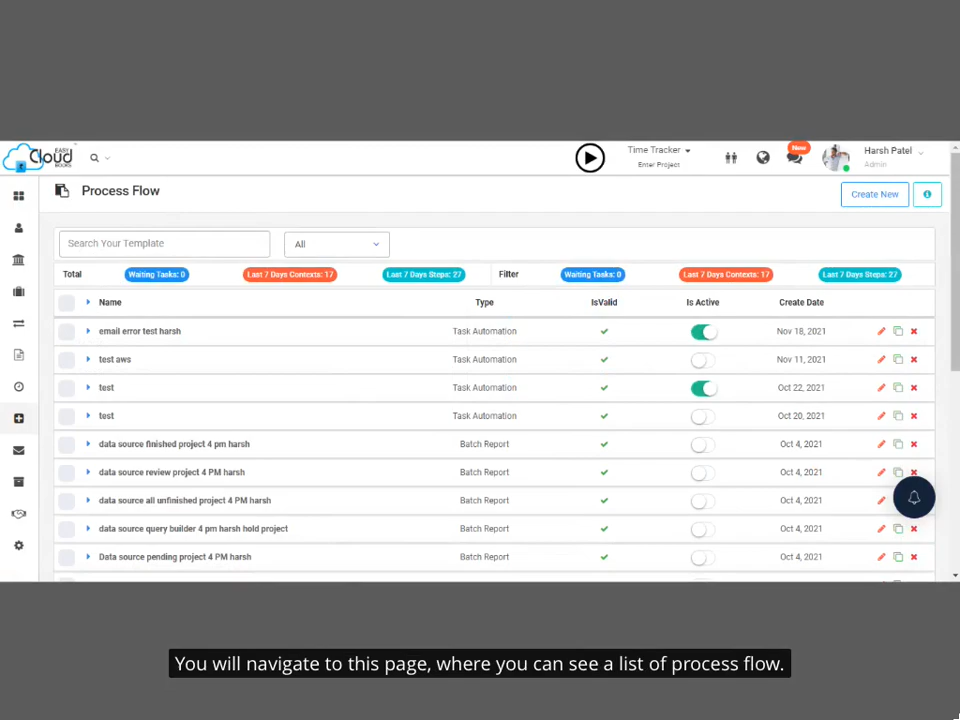 EASY
Cloud
BOOKS
Time Tracker
Enter Project
New
Harsh Patel
Admin
Process Flow
Create New
Search Your Template
All
Total
Waiting Tasks: 0
Last 7 Days Contexts: 17
Last 7 Days Steps: 27
Filter
Waiting Tasks: 0
Last 7 Days Contexts: 17
Last 7 Days Steps: 27
Name Type IsValid Is Active Create Date
email error test harsh Task Automation Nov 18, 2021
test aws Task Automation Nov 11, 2021
test Task Automation Oct 22, 2021
test Task Automation Oct 20, 2021
data source finished project 4 pm harsh Batch Report Oct 4, 2021
data source review project 4 PM harsh Batch Report Oct 4, 2021
data source all unfinished project 4 PM harsh Batch Report Oct 4, 2021
data source query builder 4 pm harsh hold project Batch Report Oct 4, 2021
Data source pending project 4 PM harsh Batch Report Oct 4, 2021
You will navigate to this page, where you can see a list of process flow.